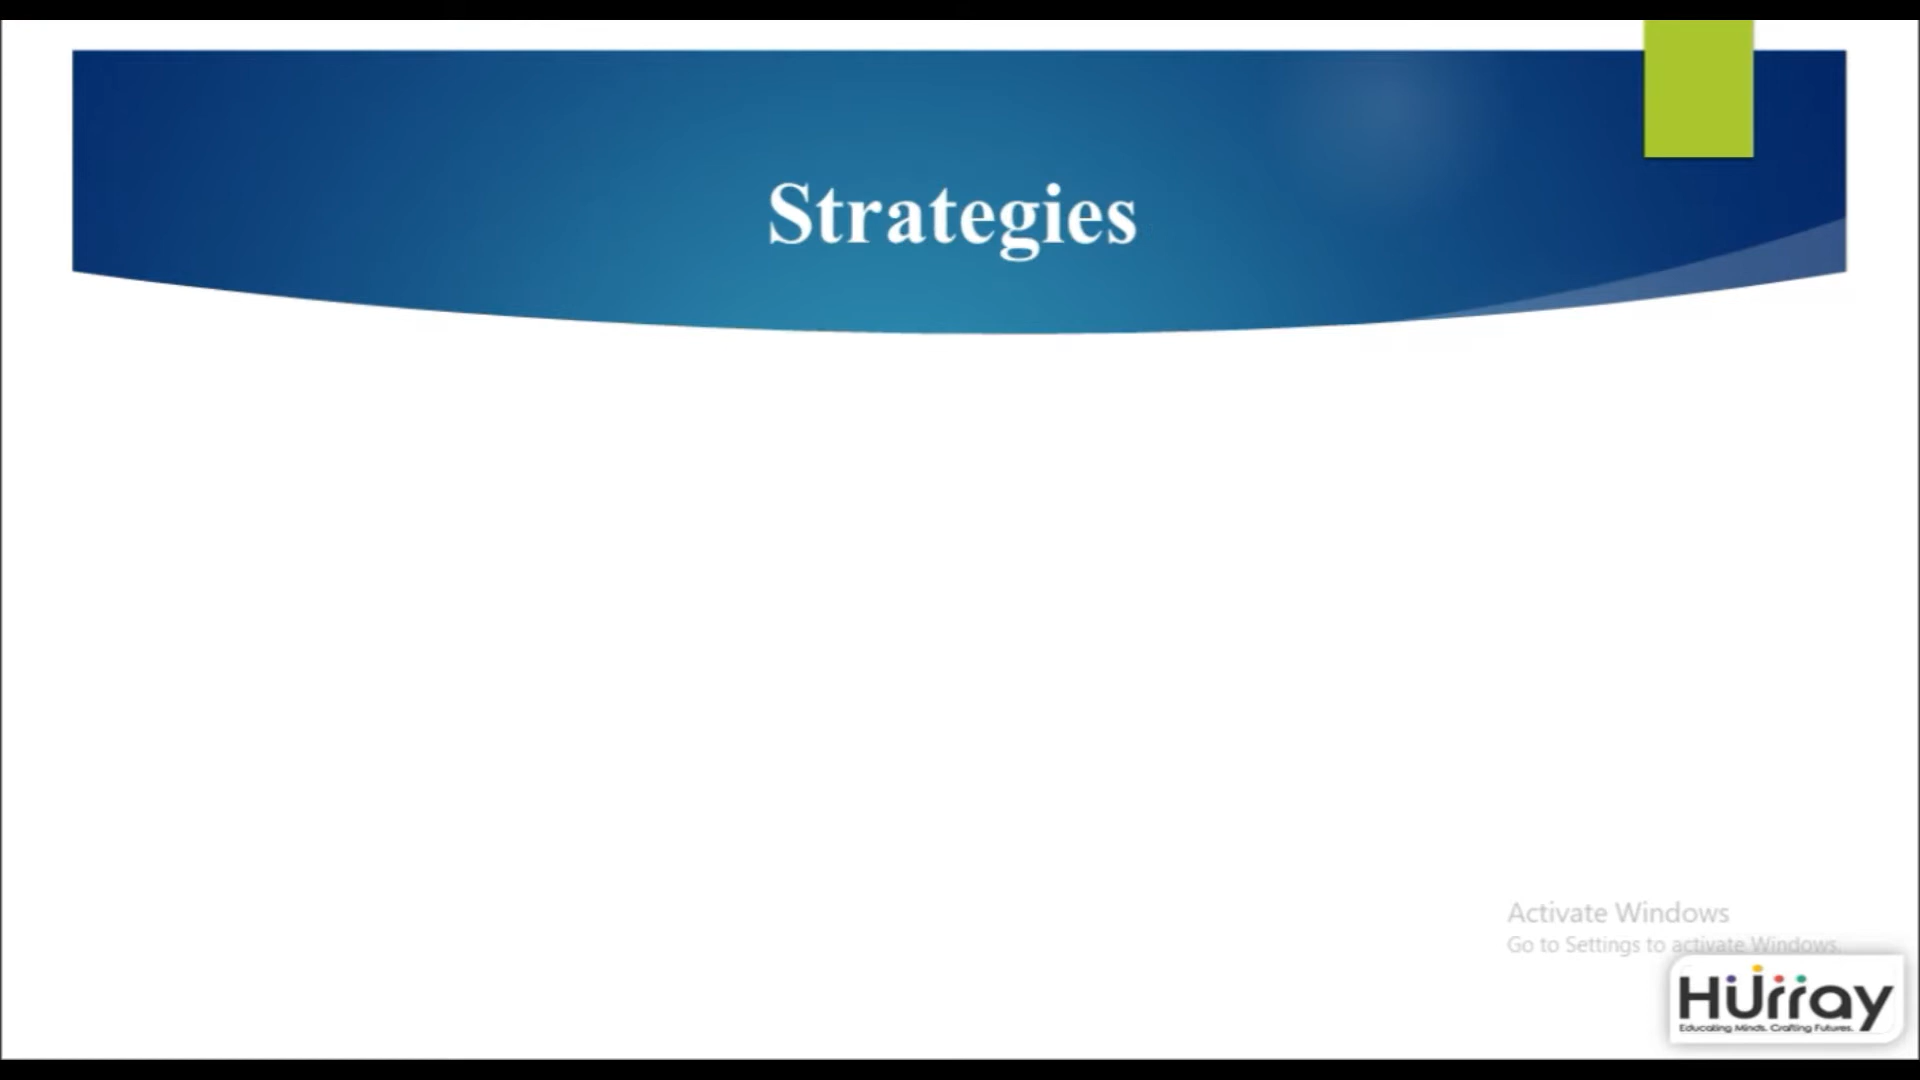 Strategies
Activate Windows
Go to Settings to activate Windows.
Hurray
Educating Minds. Crafting Futures.